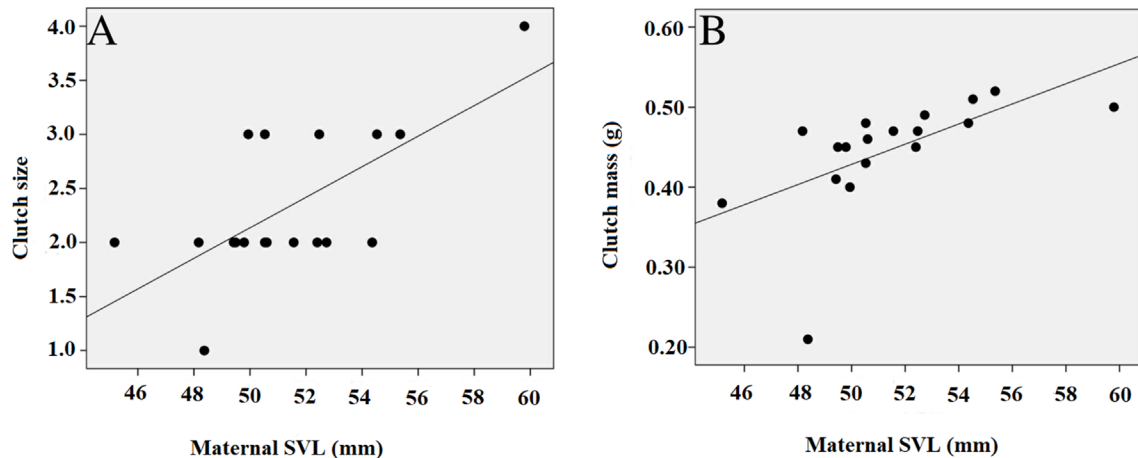 A
4.0
3.5
3.0
2.5
2.0
1.5
1.0
Clutch size
46 48 50 52 54 56 58 60
Maternal SVL (mm)
B
0.60
0.50
0.40
0.30
0.20
Clutch mass (g)
46 48 50 52 54 56 58 60
Maternal SVL (mm)